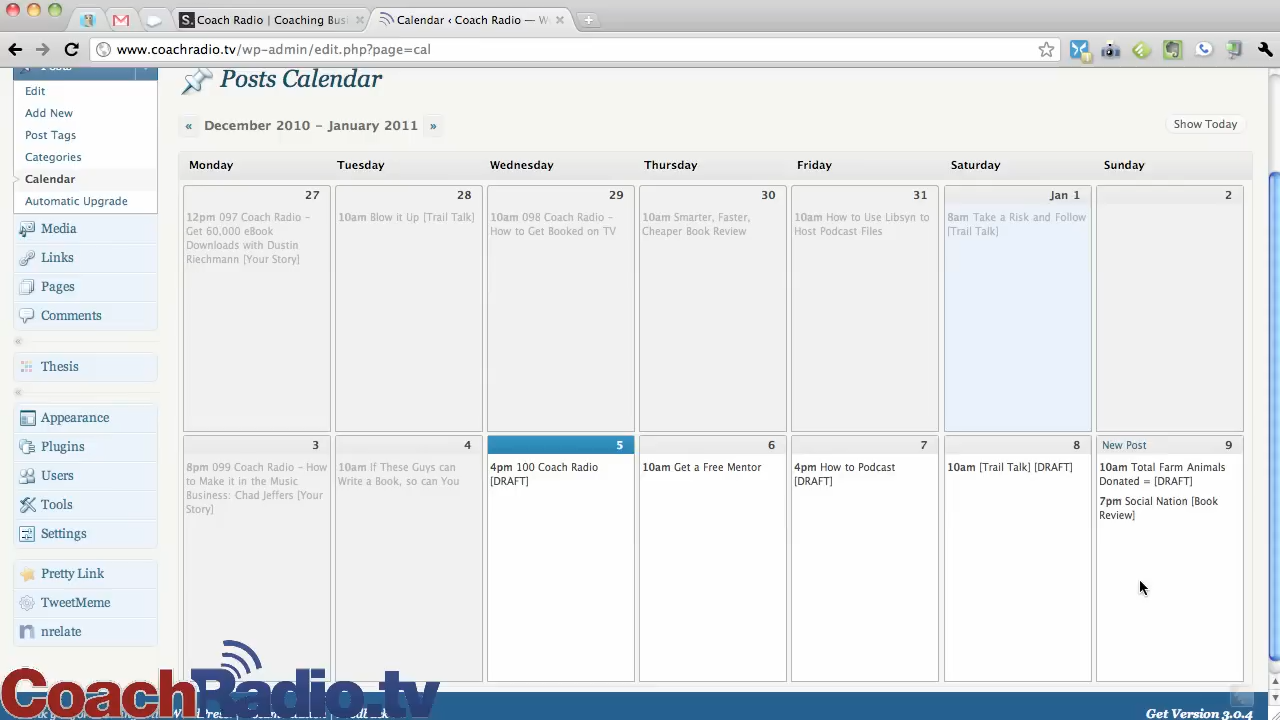 Coach Radio | Coaching Busi
Calendar ‹ Coach Radio — W
www.coachradio.tv/wp-admin/edit.php?page=cal
Posts
Edit
Add New
Post Tags
Categories
Calendar
Automatic Upgrade
Media
Links
Pages
Comments
Thesis
Appearance
Plugins
Users
Tools
Settings
Pretty Link
TweetMeme
nrelate
Posts Calendar
« December 2010 – January 2011 »
Show Today
Monday Tuesday Wednesday Thursday Friday Saturday Sunday
27
12pm 097 Coach Radio –
Get 60,000 eBook
Downloads with Dustin
Riechmann [Your Story]
28
10am Blow it Up [Trail Talk]
29
10am 098 Coach Radio –
How to Get Booked on TV
30
10am Smarter, Faster,
Cheaper Book Review
31
10am How to Use Libsyn to
Host Podcast Files
Jan 1
8am Take a Risk and Follow
[Trail Talk]
2
3
8pm 099 Coach Radio – How
to Make it in the Music
Business: Chad Jeffers [Your
Story]
4
10am If These Guys can
Write a Book, so can You
5
4pm 100 Coach Radio
[DRAFT]
6
10am Get a Free Mentor
7
4pm How to Podcast
[DRAFT]
8
10am [Trail Talk] [DRAFT]
New Post 9
10am Total Farm Animals
Donated = [DRAFT]
7pm Social Nation [Book
Review]
CoachRadio.tv
Get Version 3.0.4